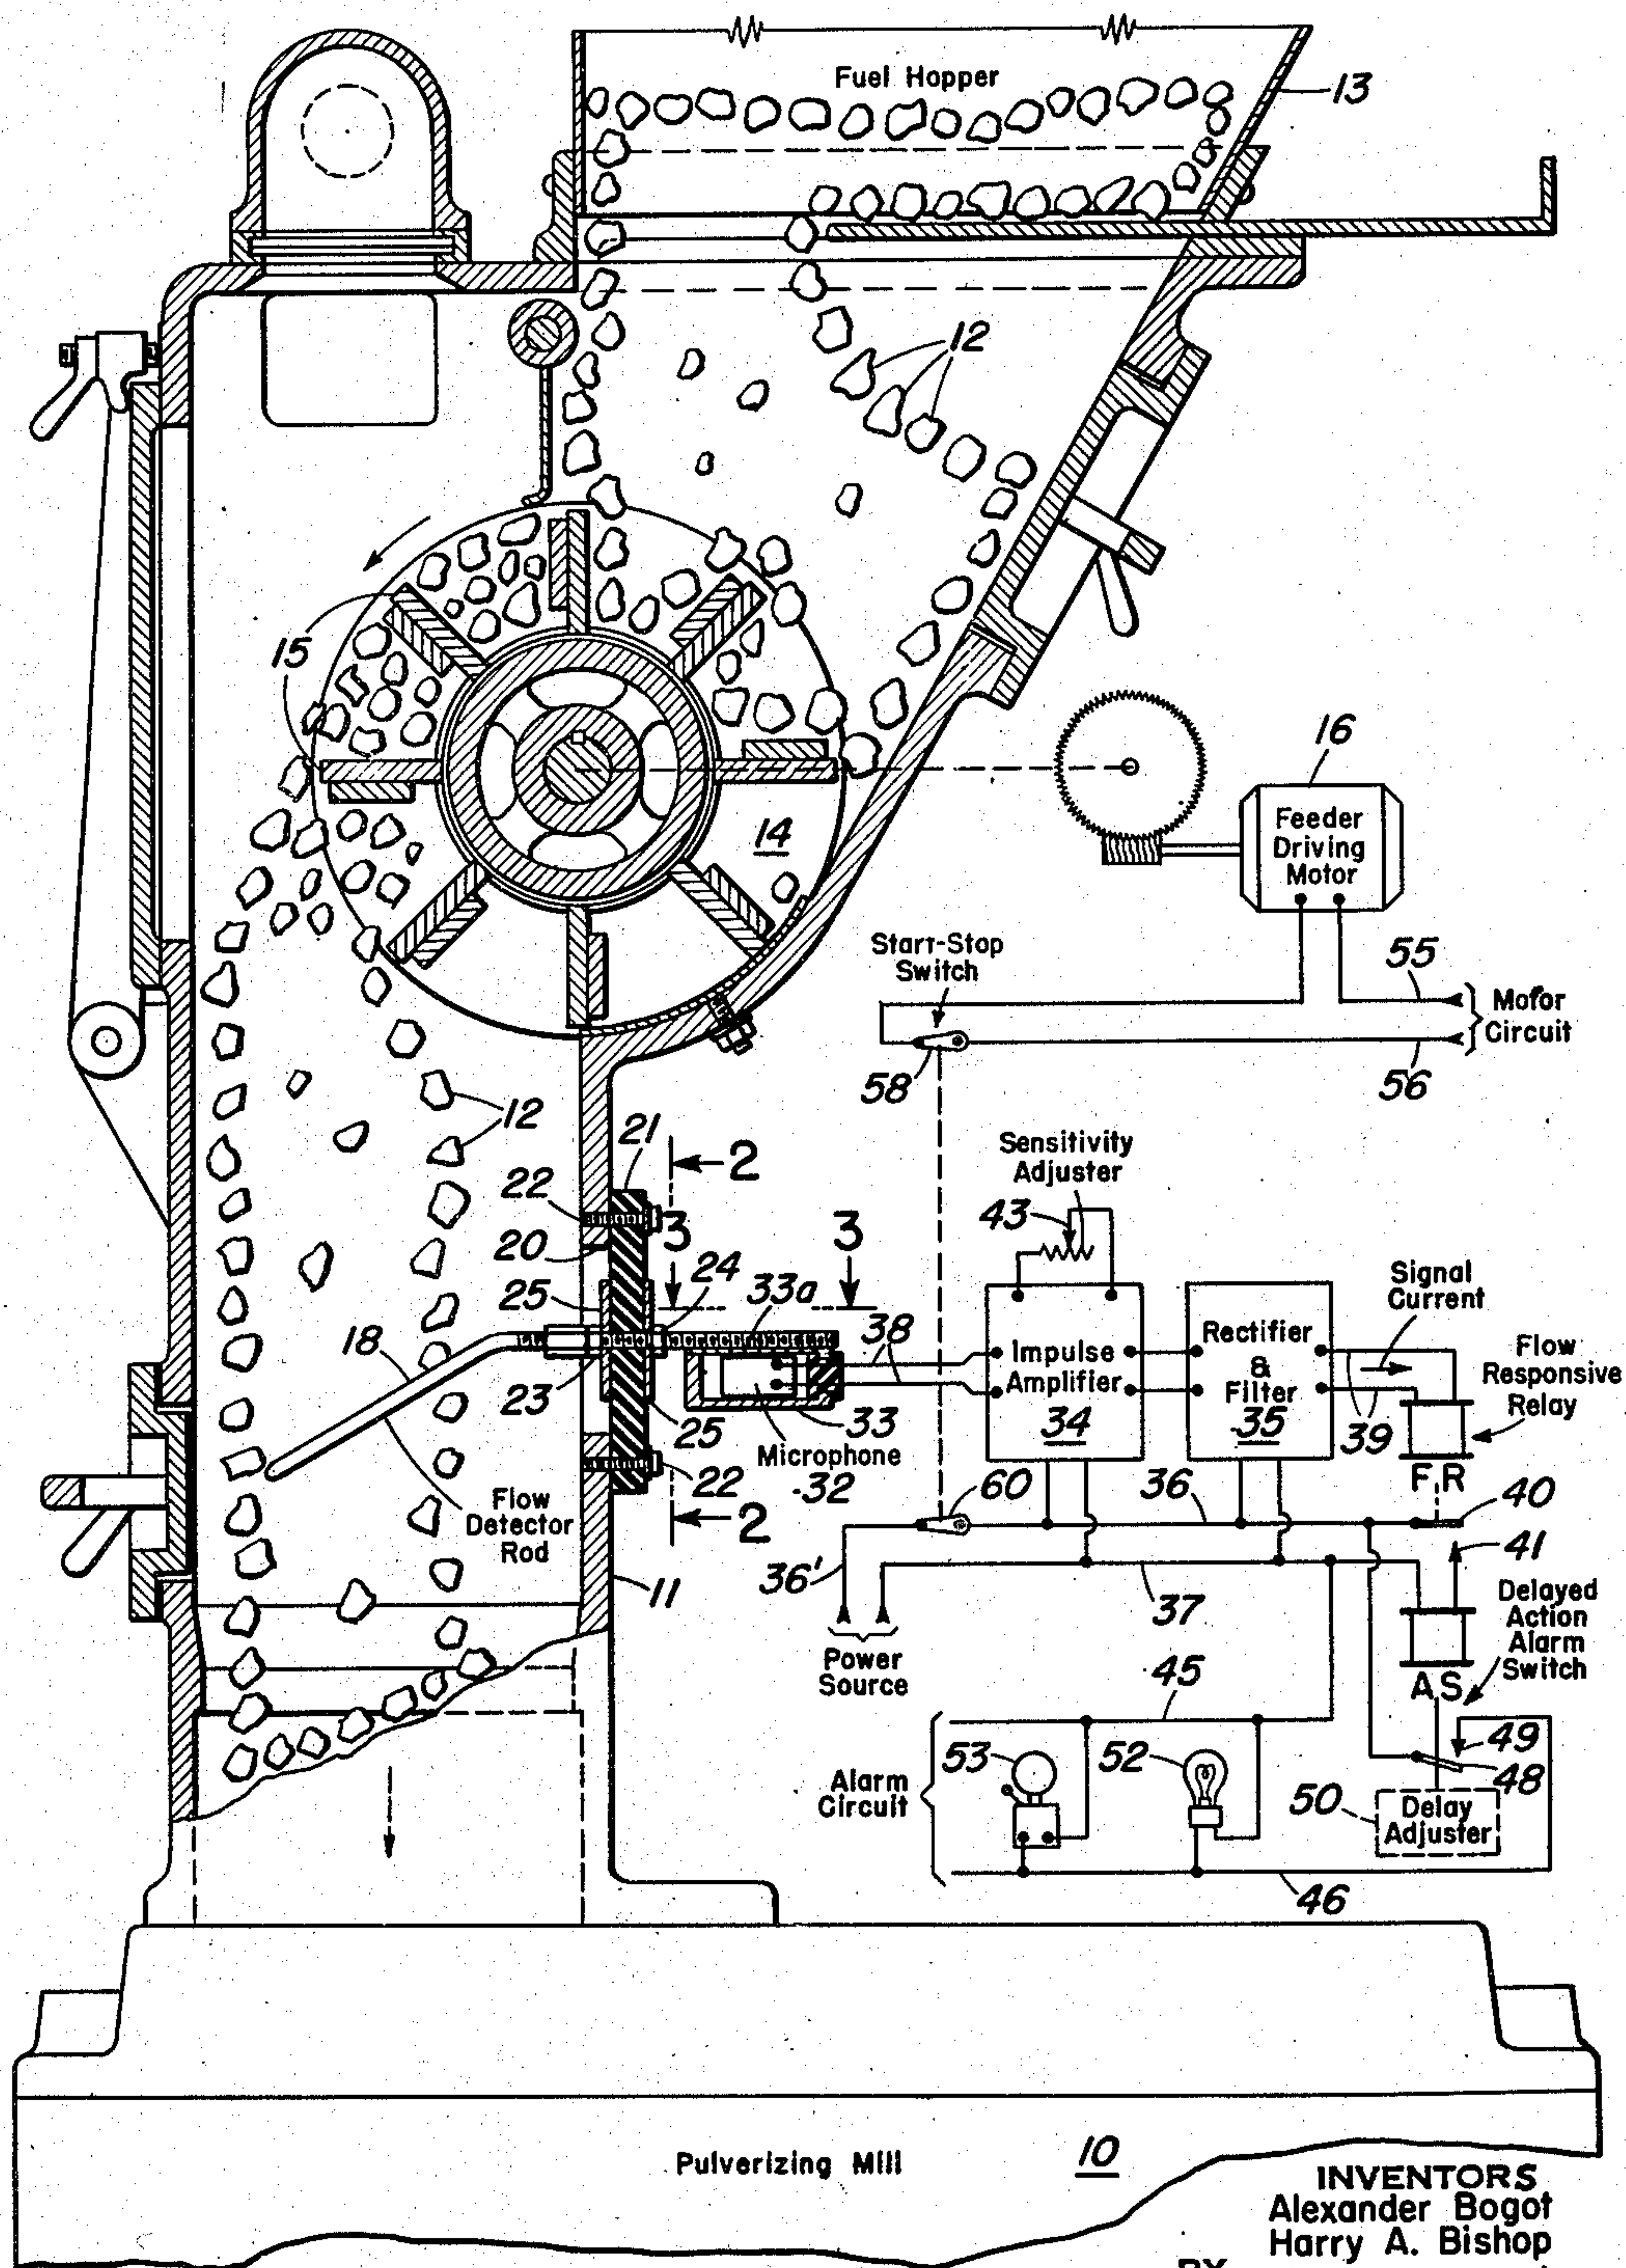 Fuel Hopper
13
12
15
16
Feeder
Driving
Motor
14
Start-Stop
Switch
55
Motor
Circuit
58
56
12
21
2
Sensitivity
Adjuster
22
43
3
3
20
24
25
33a
Signal
Current
18
38
Rectifier
&
Filter
35
Impulse
Amplifier
34
Flow
Responsive
Relay
23
25
33
39
Microphone
32
FR
22
60
36
40
Flow
Detector
Rod
2
36'
41
11
37
Delayed
Action
Alarm
Switch
Power
Source
45
AS
49
53
52
48
Alarm
Circuit
50
Delay
Adjuster
46
Pulverizing Mill
10
INVENTORS
Alexander Bogot
Harry A. Bishop
BY